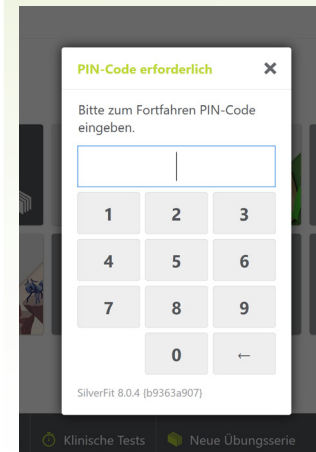 PIN-Code erforderlich ×
Bitte zum Fortfahren PIN-Code
eingeben.
1 2 3
4 5 6
7 8 9
0 ←
SilverFit 8.0.4 (b9363a907)
Klinische Tests Neue Übungsserie